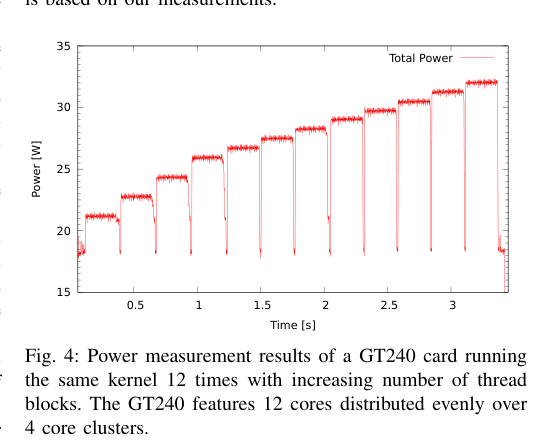 is based on our measurements.
35
30
25
20
15
Power [W]
Total Power
0.5 1 1.5 2 2.5 3
Time [s]
Fig. 4: Power measurement results of a GT240 card running
the same kernel 12 times with increasing number of thread
blocks. The GT240 features 12 cores distributed evenly over
4 core clusters.